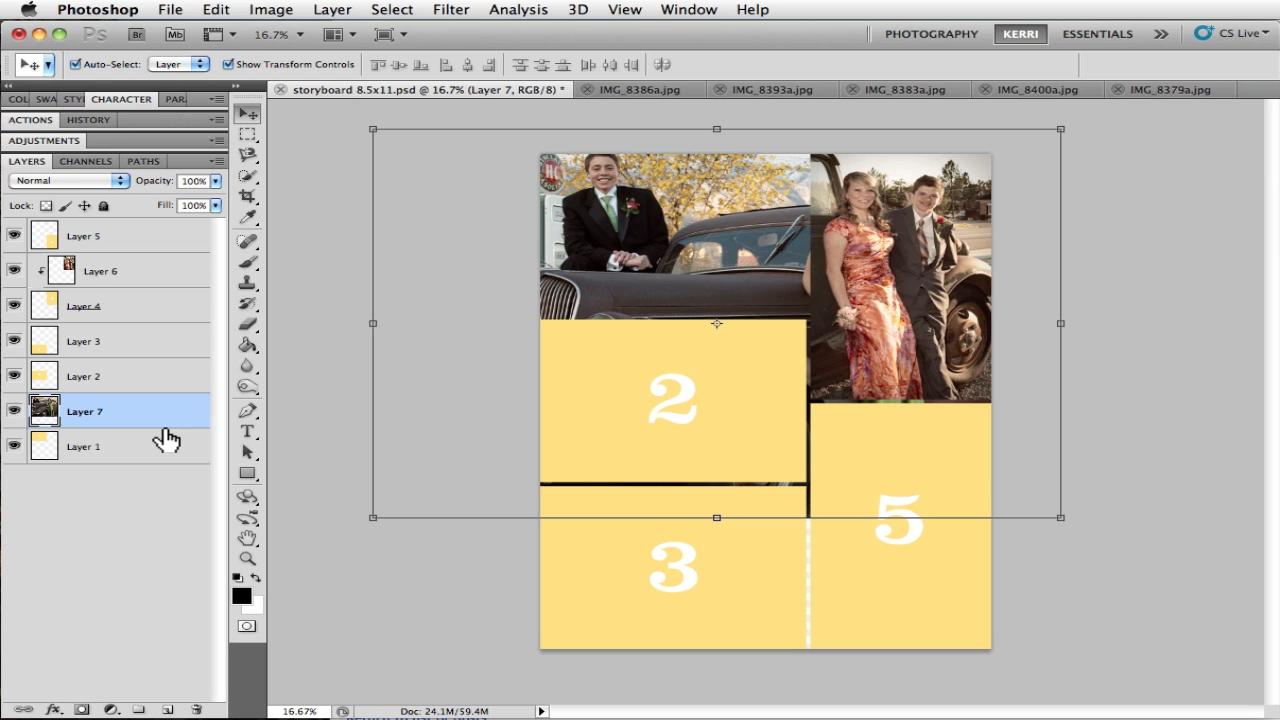 Photoshop File Edit Image Layer Select Filter Analysis 3D View Window Help
Ps Br Mb 16.7% PHOTOGRAPHY KERRI ESSENTIALS CS Live
Auto-Select: Layer Show Transform Controls
COL SWA STYI CHARACTER PAR
storyboard 8.5x11.psd @ 16.7% (Layer 7, RGB/8) * IMG_8386a.jpg IMG_8393a.jpg IMG_8383a.jpg IMG_8400a.jpg IMG_8379a.jpg
ACTIONS HISTORY
ADJUSTMENTS
LAYERS CHANNELS PATHS
Normal Opacity: 100%
Lock: Fill: 100%
Layer 5
Layer 6
Layer 4
Layer 3
Layer 2
Layer 7
Layer 1
2
5
3
16.67% Doc: 24.1M/59.4M